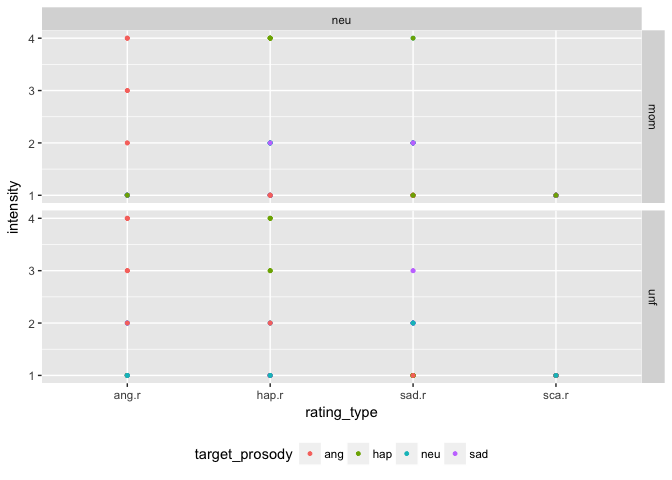 neu
4
3
2
1
mom
4
3
2
1
unf
intensity
ang.r hap.r sad.r sca.r
rating_type
target_prosody ang hap neu sad